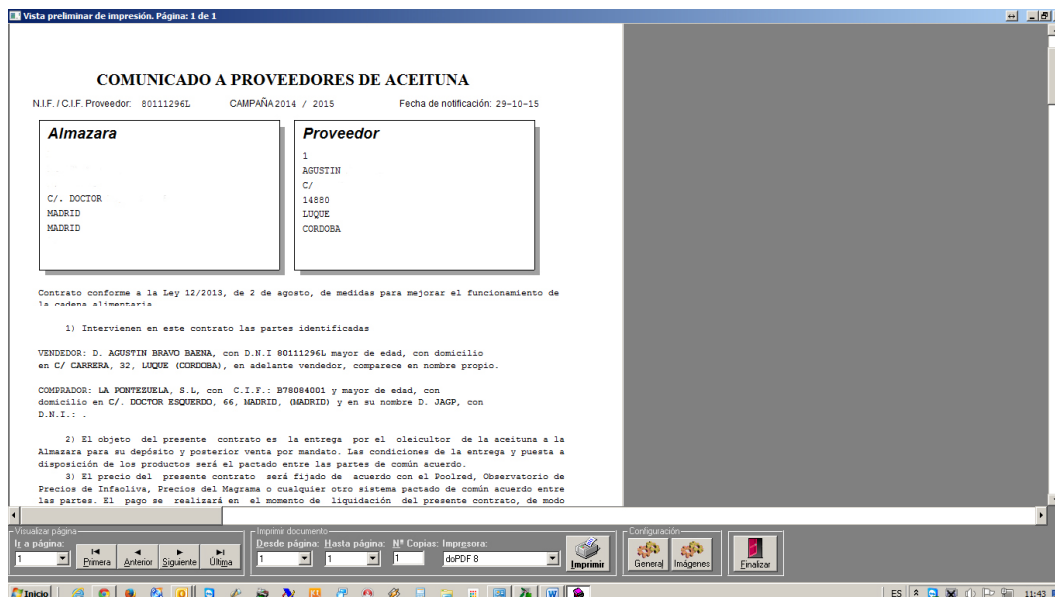 Vista preliminar de impresión. Página: 1 de 1
COMUNICADO A PROVEEDORES DE ACEITUNA
N.I.F. / C.I.F. Proveedor: 80111296L CAMPAÑA 2014 / 2015 Fecha de notificación: 29-10-15
Almazara
C/. DOCTOR
MADRID
MADRID
Proveedor
1
AGUSTIN
C/
14880
LUQUE
CORDOBA
Contrato conforme a la Ley 12/2013, de 2 de agosto, de medidas para mejorar el funcionamiento de
la cadena alimentaria
1) Intervienen en este contrato las partes identificadas
VENDEDOR: D. AGUSTIN BRAVO BAENA, con D.N.I 80111296L mayor de edad, con domicilio
en C/ CARRERA, 32, LUQUE (CORDOBA), en adelante vendedor, comparece en nombre propio.
COMPRADOR: LA PONTEZUELA, S.L, con C.I.F.: B78084001 y mayor de edad, con
domicilio en C/. DOCTOR ESQUERDO, 66, MADRID, (MADRID) y en su nombre D. JAGP, con
D.N.I.: .
2) El objeto del presente contrato es la entrega por el oleicultor de la aceituna a la
Almazara para su depósito y posterior venta por mandato. Las condiciones de la entrega y puesta a
disposición de los productos será el pactado entre las partes de común acuerdo.
3) El precio del presente contrato será fijado de acuerdo con el Poolred, Observatorio de
Precios de Infaoliva, Precios del Magrama o cualquier otro sistema pactado de común acuerdo entre
las partes. El pago se realizará en el momento de liquidación del presente contrato, de modo
Visualizar página
Ir a página:
1
Primera Anterior Siguiente Última
Imprimir documento
Desde página: Hasta página: Nº Copias: Impresora:
1 1 1 doPDF 8
Imprimir
Configuración
General Imágenes
Finalizar
Inicio ES 11:43